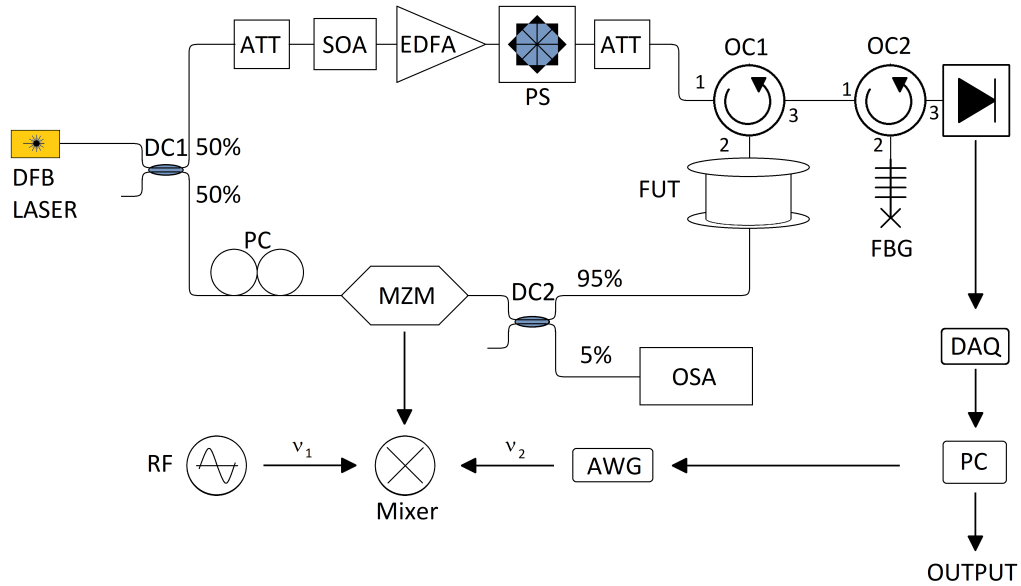 ATT
SOA
EDFA
PS
ATT
OC1
OC2
1
3
2
1
3
2
DFB
LASER
DC1
50%
50%
FUT
FBG
PC
MZM
DC2
95%
5%
OSA
DAQ
RF
ν1
Mixer
ν2
AWG
PC
OUTPUT